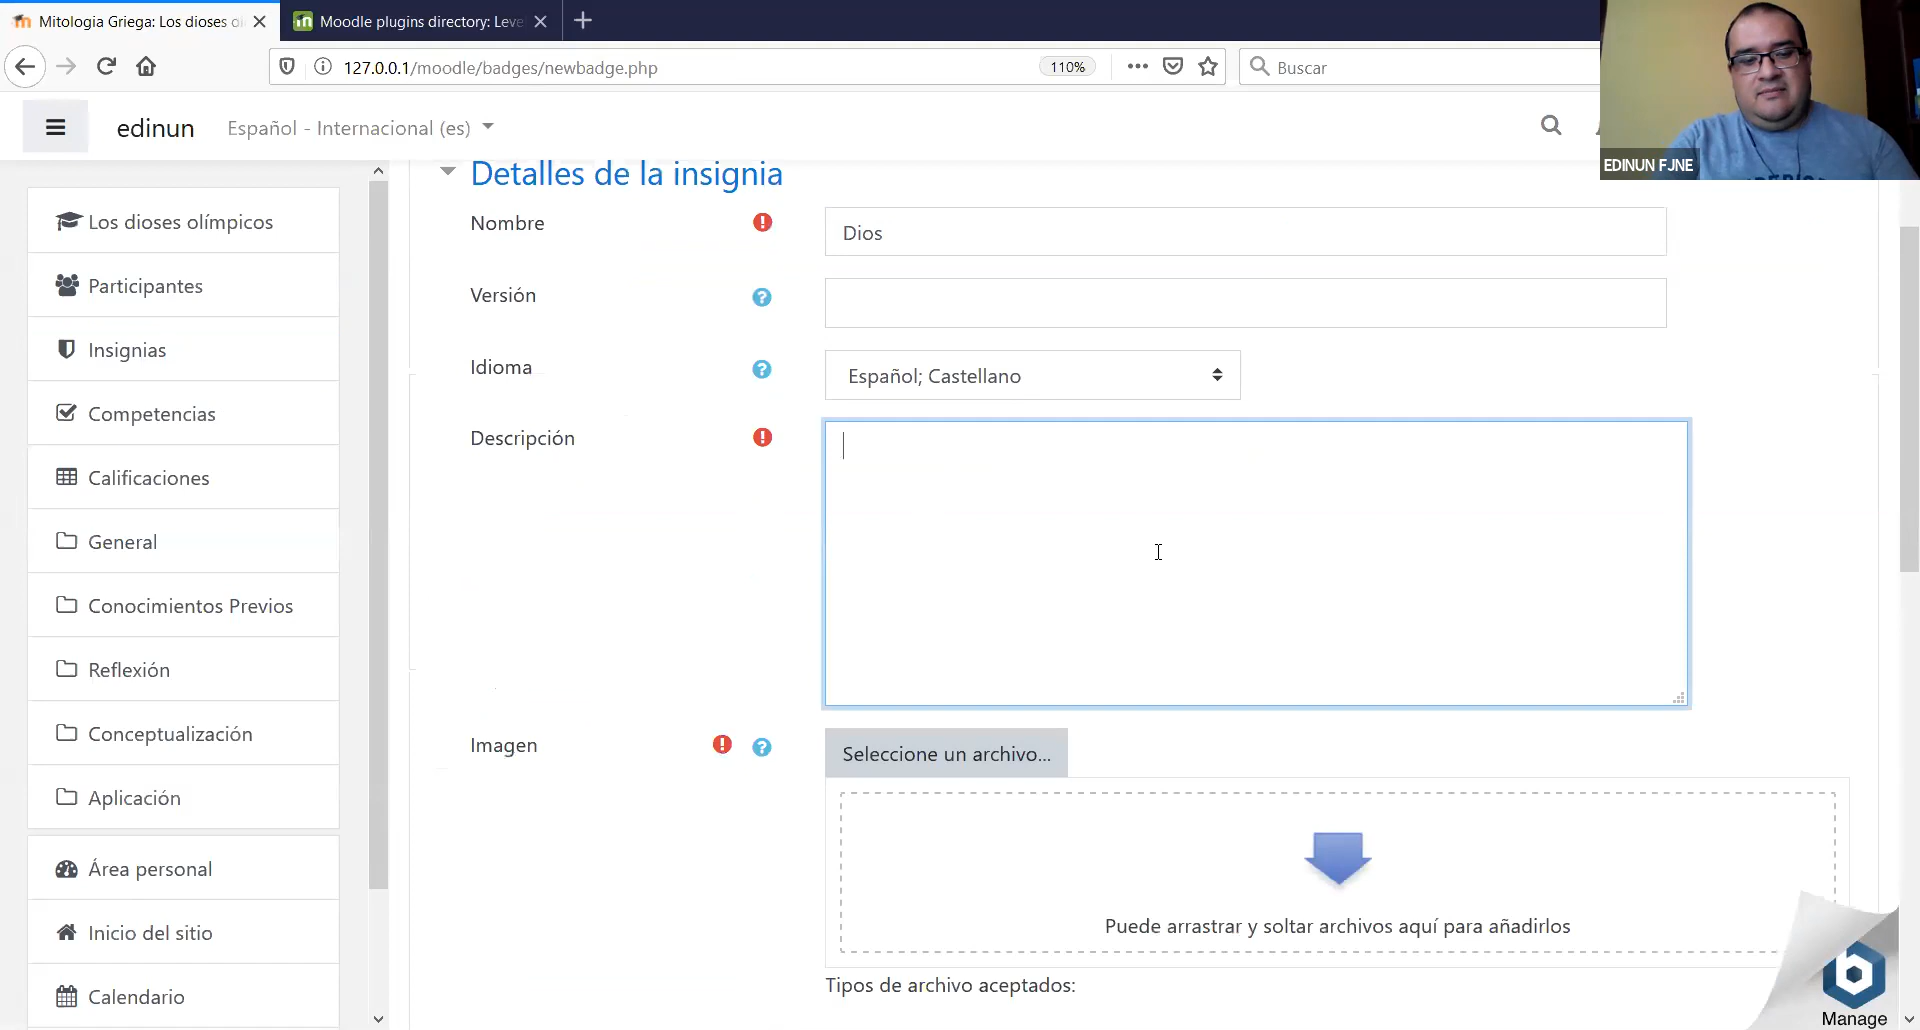 Mitologia Griega: Los dioses
Moodle plugins directory: Leve
127.0.0.1/moodle/badges/newbadge.php
110%
Buscar
edinun
Español - Internacional (es)
EDINUN FJNE
Los dioses olímpicos
Participantes
Insignias
Competencias
Calificaciones
General
Conocimientos Previos
Reflexión
Conceptualización
Aplicación
Área personal
Inicio del sitio
Calendario
Detalles de la insignia
Nombre
Dios
Versión
Idioma
Español; Castellano
Descripción
Imagen
Seleccione un archivo...
Puede arrastrar y soltar archivos aquí para añadirlos
Tipos de archivo aceptados:
Manage